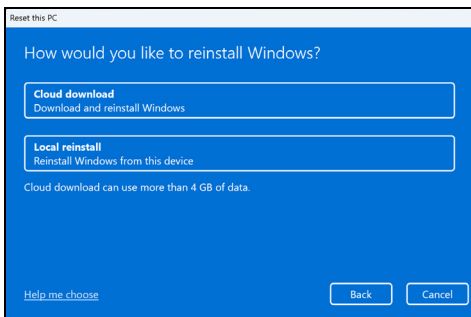 Reset this PC
How would you like to reinstall Windows?
Cloud download
Download and reinstall Windows
Local reinstall
Reinstall Windows from this device
Cloud download can use more than 4 GB of data.
Help me choose
Back
Cancel